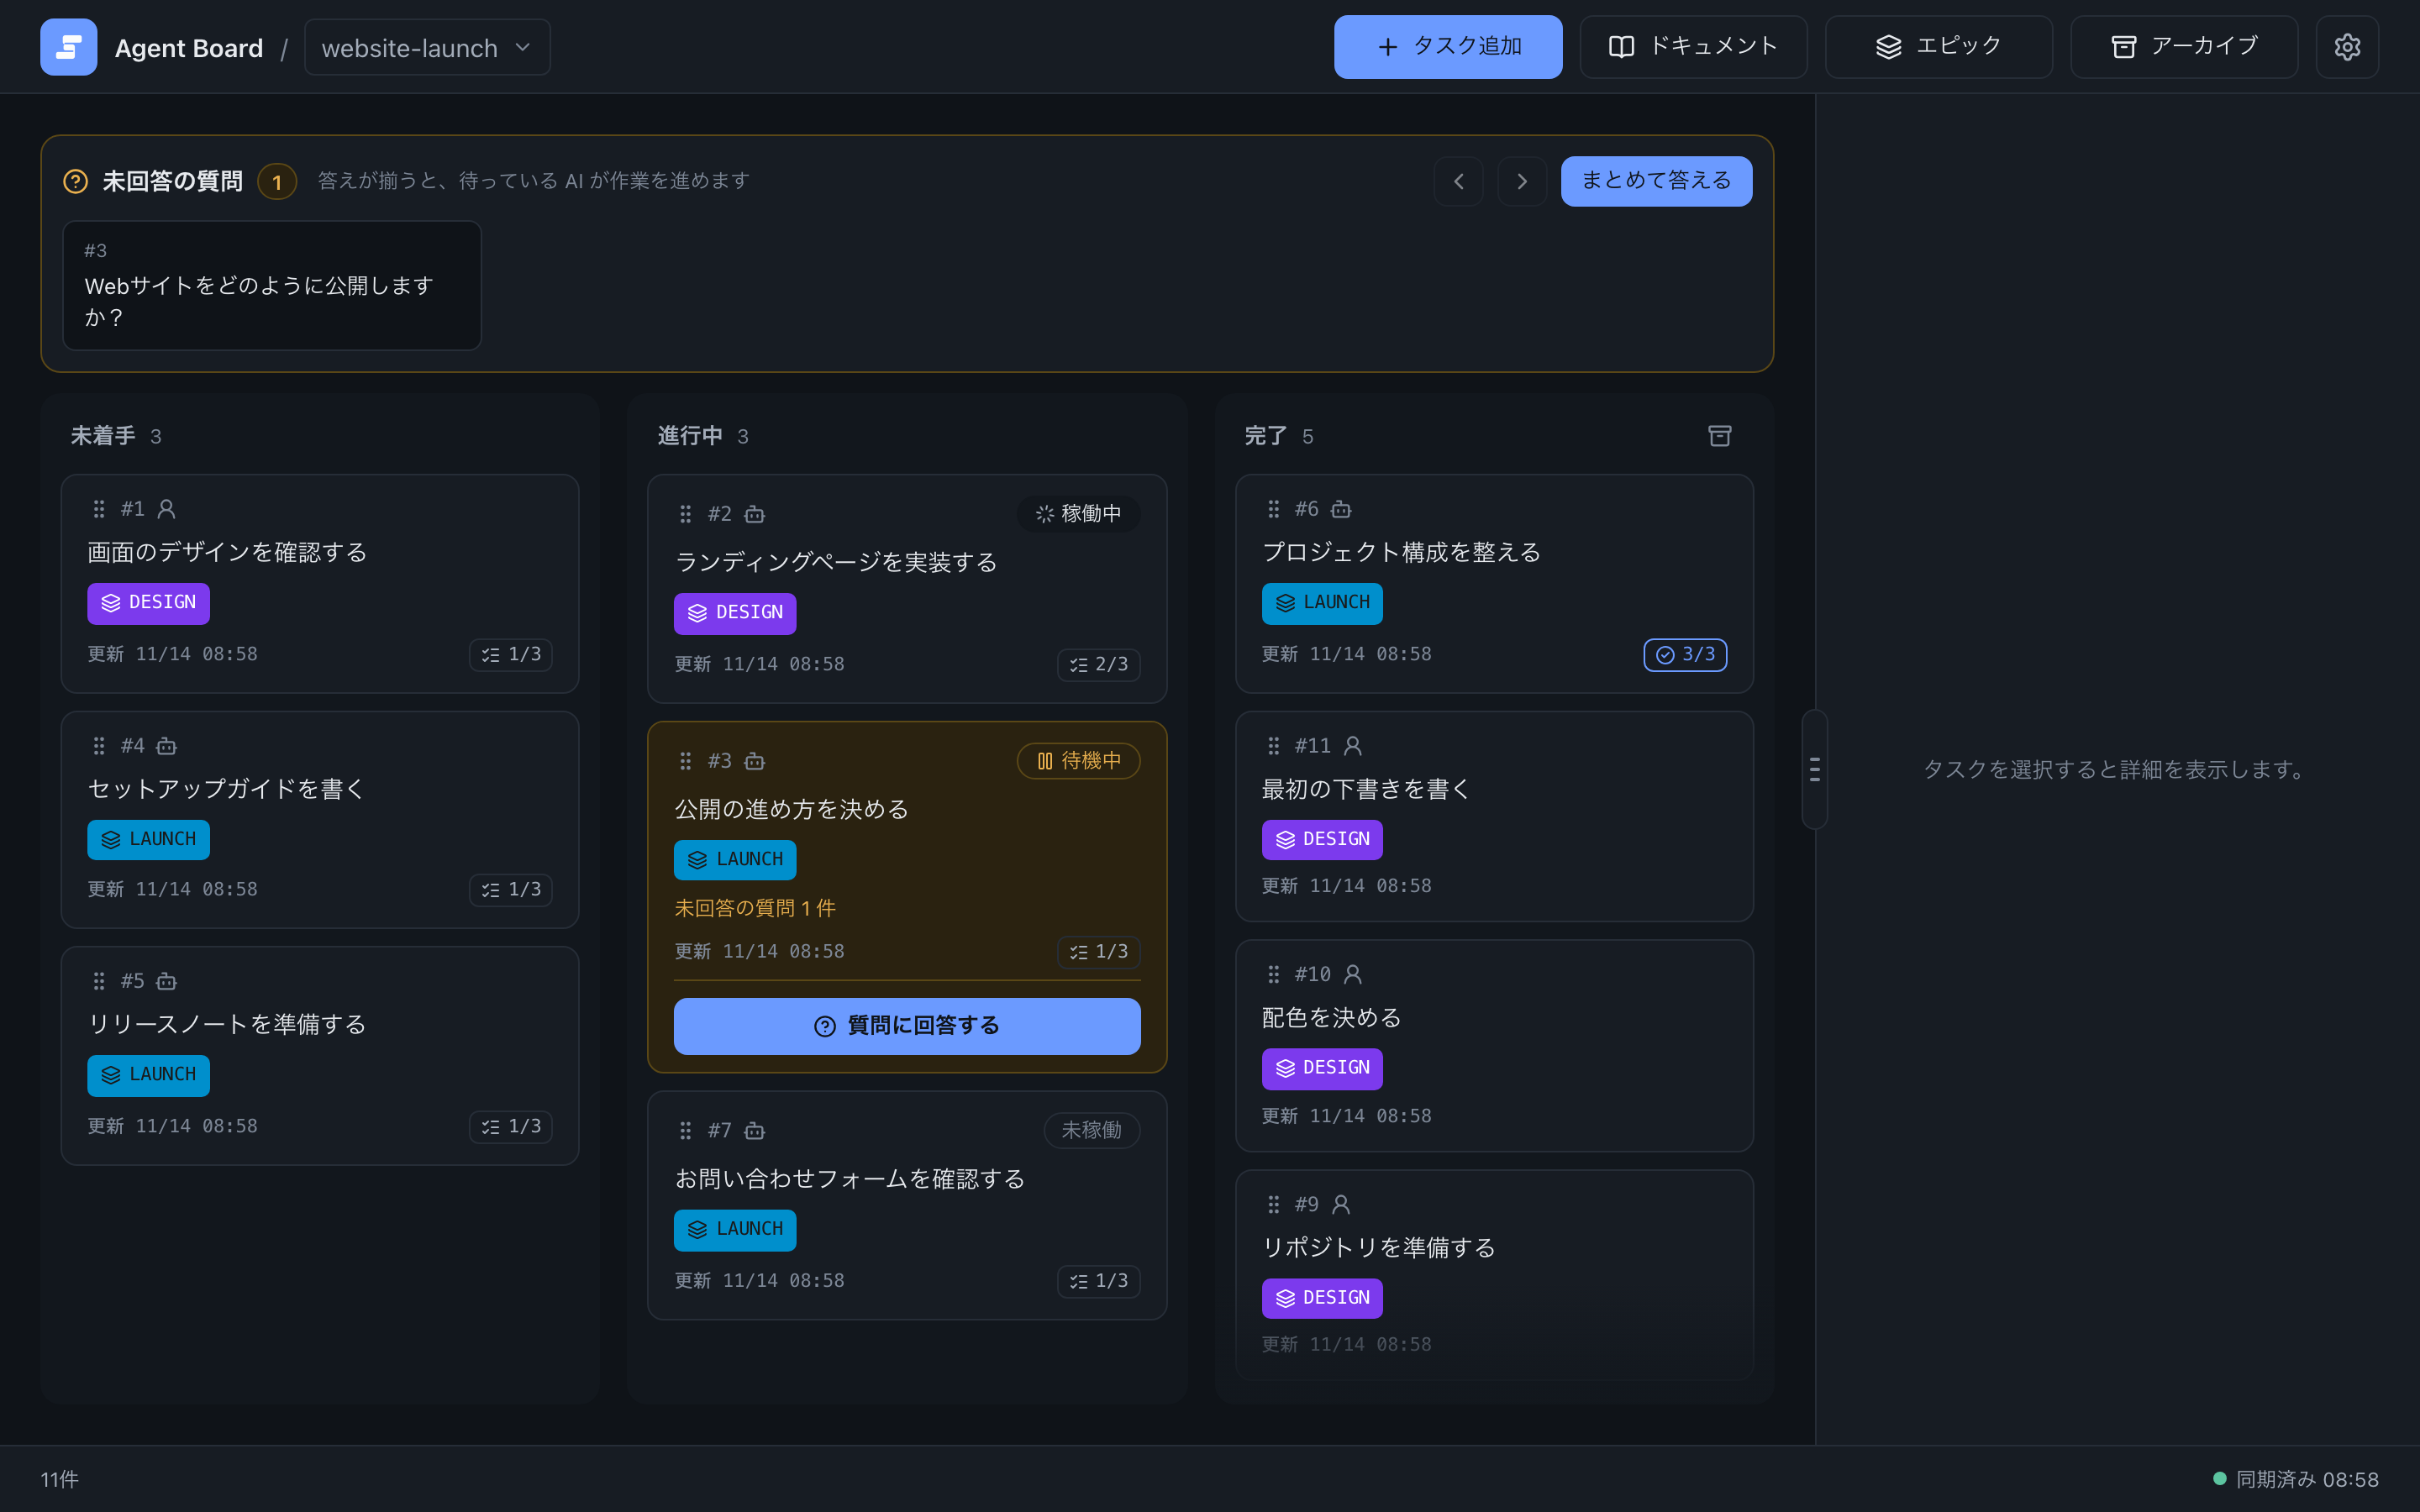 Agent Board / website-launch
タスク追加
ドキュメント
エピック
アーカイブ
未回答の質問 1 答えが揃うと、待っている AI が作業を進めます
まとめて答える
#3
Webサイトをどのように公開します
か？
未着手 3
#1
画面のデザインを確認する
DESIGN
更新 11/14 08:58 1/3
#4
セットアップガイドを書く
LAUNCH
更新 11/14 08:58 1/3
#5
リリースノートを準備する
LAUNCH
更新 11/14 08:58 1/3
進行中 3
#2 稼働中
ランディングページを実装する
DESIGN
更新 11/14 08:58 2/3
#3 待機中
公開の進め方を決める
LAUNCH
未回答の質問 1 件
更新 11/14 08:58 1/3
質問に回答する
#7 未稼働
お問い合わせフォームを確認する
LAUNCH
更新 11/14 08:58 1/3
完了 5
#6
プロジェクト構成を整える
LAUNCH
更新 11/14 08:58 3/3
#11
最初の下書きを書く
DESIGN
更新 11/14 08:58
#10
配色を決める
DESIGN
更新 11/14 08:58
#9
リポジトリを準備する
DESIGN
更新 11/14 08:58
タスクを選択すると詳細を表示します。
11件
同期済み 08:58